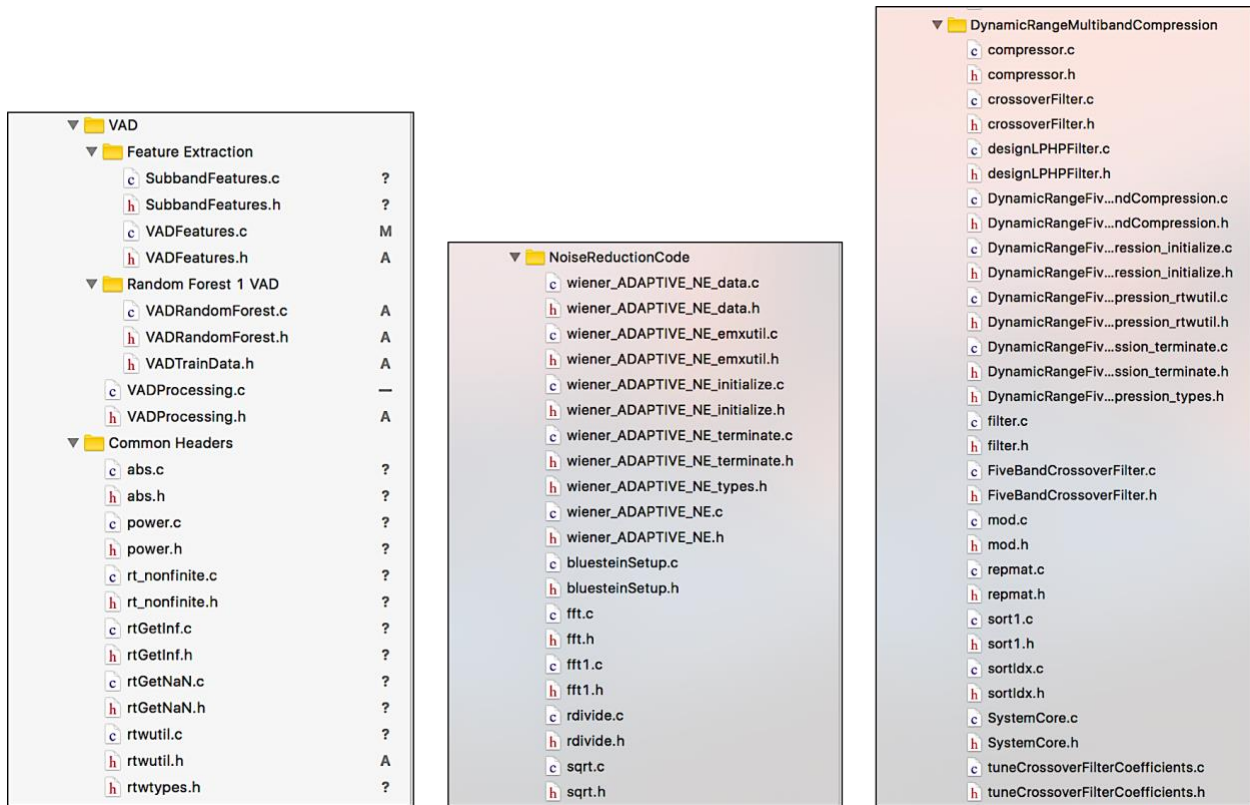 VAD
Feature Extraction
c SubbandFeatures.c ?
h SubbandFeatures.h ?
c VADFeatures.c M
h VADFeatures.h A
Random Forest 1 VAD
c VADRandomForest.c A
h VADRandomForest.h A
h VADTrainData.h A
c VADProcessing.c —
h VADProcessing.h A
Common Headers
c abs.c ?
h abs.h ?
c power.c ?
h power.h ?
c rt_nonfinite.c ?
h rt_nonfinite.h ?
c rtGetInf.c ?
h rtGetInf.h ?
c rtGetNaN.c ?
h rtGetNaN.h ?
c rtwutil.c ?
h rtwutil.h A
h rtwtypes.h ?
NoiseReductionCode
c wiener_ADAPTIVE_NE_data.c
h wiener_ADAPTIVE_NE_data.h
c wiener_ADAPTIVE_NE_emxutil.c
h wiener_ADAPTIVE_NE_emxutil.h
c wiener_ADAPTIVE_NE_initialize.c
h wiener_ADAPTIVE_NE_initialize.h
c wiener_ADAPTIVE_NE_terminate.c
h wiener_ADAPTIVE_NE_terminate.h
h wiener_ADAPTIVE_NE_types.h
c wiener_ADAPTIVE_NE.c
h wiener_ADAPTIVE_NE.h
c bluesteinSetup.c
h bluesteinSetup.h
c fft.c
h fft.h
c fft1.c
h fft1.h
c rdivide.c
h rdivide.h
c sqrt.c
h sqrt.h
DynamicRangeMultibandCompression
c compressor.c
h compressor.h
c crossoverFilter.c
h crossoverFilter.h
c designLPHPFilter.c
h designLPHPFilter.h
c DynamicRangeFiv...ndCompression.c
h DynamicRangeFiv...ndCompression.h
c DynamicRangeFiv...ression_initialize.c
h DynamicRangeFiv...ression_initialize.h
c DynamicRangeFiv...pression_rtwutil.c
h DynamicRangeFiv...pression_rtwutil.h
c DynamicRangeFiv...ssion_terminate.c
h DynamicRangeFiv...ssion_terminate.h
h DynamicRangeFiv...pression_types.h
c filter.c
h filter.h
c FiveBandCrossoverFilter.c
h FiveBandCrossoverFilter.h
c mod.c
h mod.h
c repmat.c
h repmat.h
c sort1.c
h sort1.h
c sortIdx.c
h sortIdx.h
c SystemCore.c
h SystemCore.h
c tuneCrossoverFilterCoefficients.c
h tuneCrossoverFilterCoefficients.h